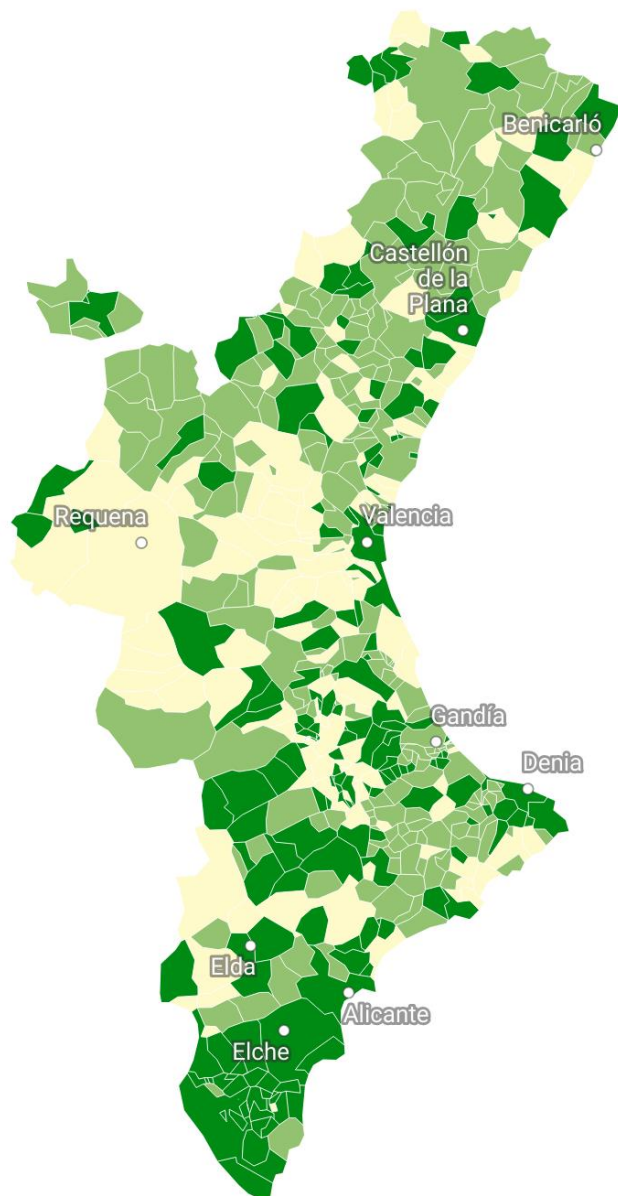 Benicarló
Castellón
de la
Plana
Requena
Valencia
Gandía
Denia
Elda
Alicante
Elche